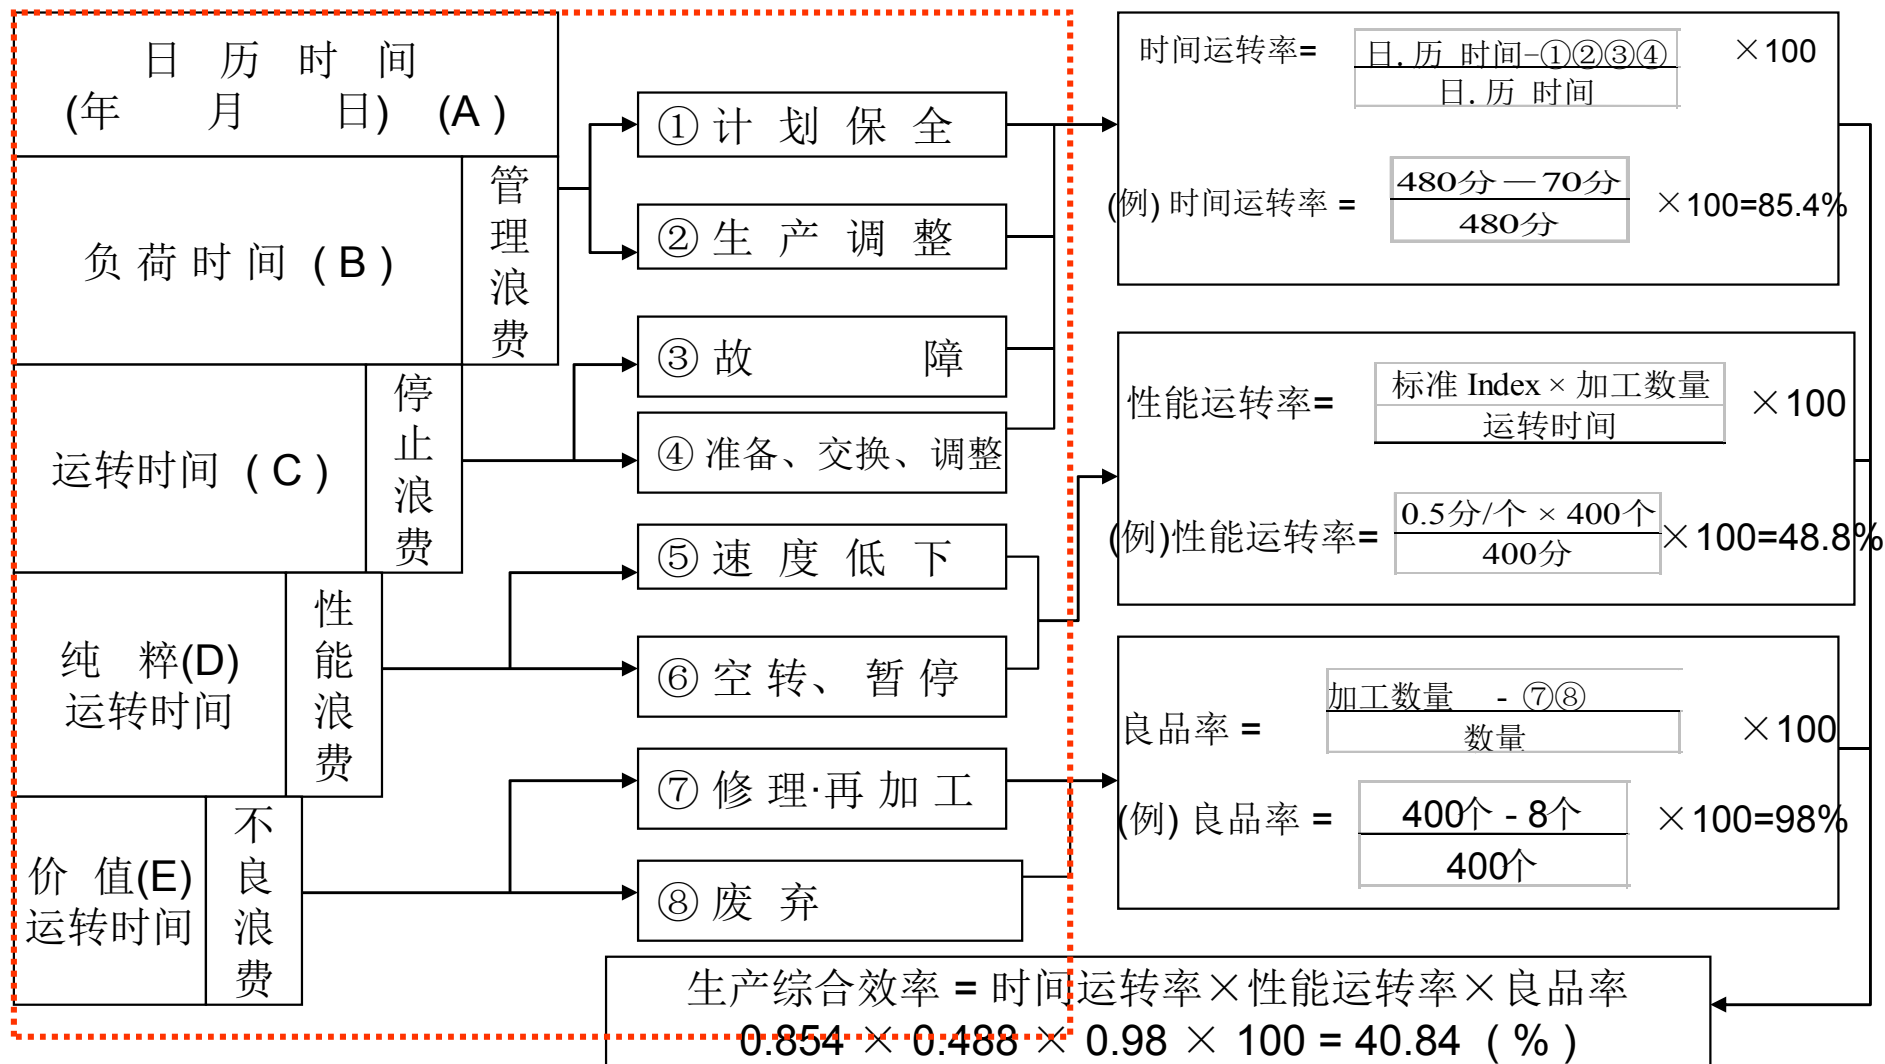 日 历 时 间
(年 月 日) (A )
负 荷 时 间 ( B )
管理浪费
运转时间 ( C )
停止浪费
纯 粹(D)
运转时间
性能浪费
价 值(E)
运转时间
不良浪费
① 计 划 保 全
② 生 产 调 整
③ 故 障
④ 准备、交换、调整
⑤ 速 度 低 下
⑥ 空 转、 暂 停
⑦ 修 理·再 加 工
⑧ 废 弃
时间运转率= 日. 历 时间-①②③④ ×100
日. 历 时间
(例) 时间运转率 = 480分 — 70分 ×100=85.4%
480分
性能运转率= 标准 Index × 加工数量 ×100
运转时间
(例)性能运转率= 0.5分/个 × 400个 ×100=48.8%
400分
良品率 = 加工数量 - ⑦⑧ ×100
数量
(例) 良品率 = 400个 - 8个 ×100=98%
400个
生产综合效率 = 时间运转率×性能运转率×良品率
0.854 × 0.488 × 0.98 × 100 = 40.84 ( % )